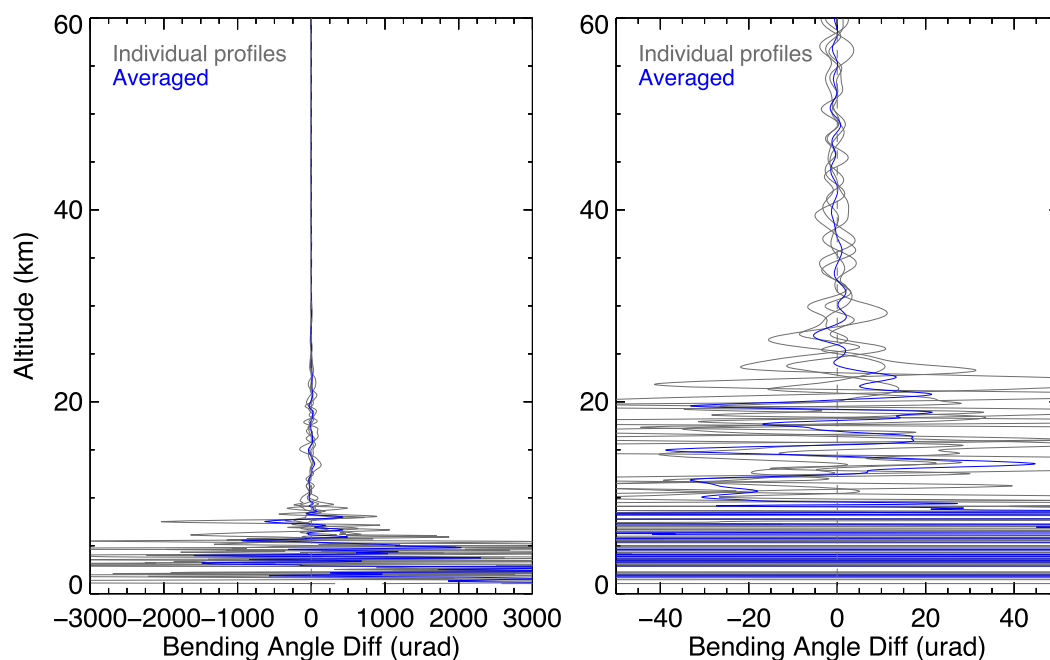 60
40
20
0
Altitude (km)
Individual profiles
Averaged
−3000
−2000
−1000
0
1000
2000
3000
Bending Angle Diff (urad)
60
40
20
0
Individual profiles
Averaged
−40
−20
0
20
40
Bending Angle Diff (urad)